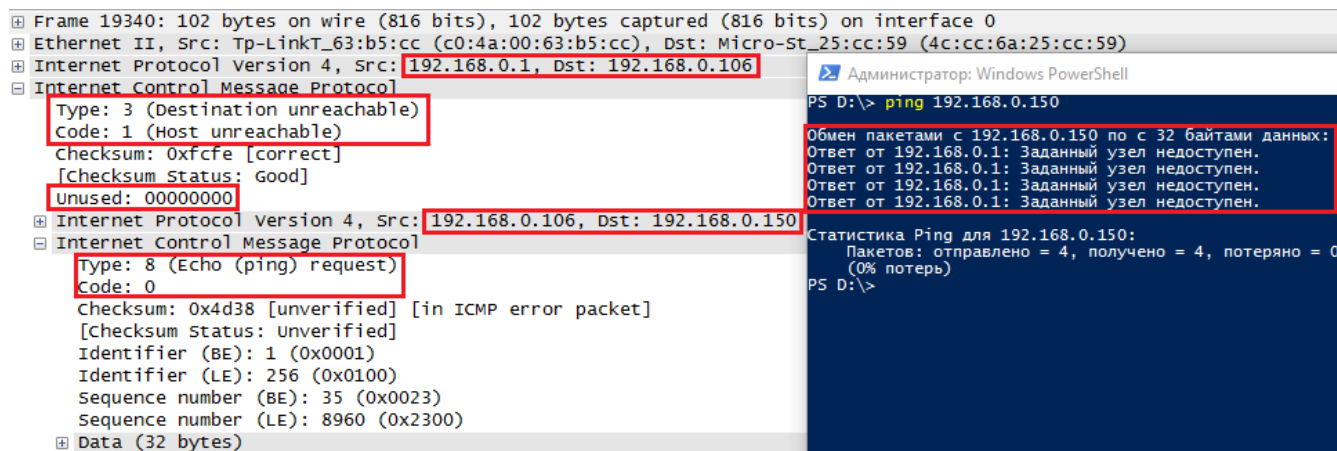 Frame 19340: 102 bytes on wire (816 bits), 102 bytes captured (816 bits) on interface 0
Ethernet II, Src: Tp-LinkT_63:b5:cc (c0:4a:00:63:b5:cc), Dst: Micro-St_25:cc:59 (4c:cc:6a:25:cc:59)
Internet Protocol Version 4, Src: 192.168.0.1, Dst: 192.168.0.106
Internet Control Message Protocol
Type: 3 (Destination unreachable)
Code: 1 (Host unreachable)
Checksum: 0xfcfe [correct]
[Checksum Status: Good]
Unused: 00000000
Internet Protocol Version 4, Src: 192.168.0.106, Dst: 192.168.0.150
Internet Control Message Protocol
Type: 8 (Echo (ping) request)
Code: 0
Checksum: 0x4d38 [unverified] [in ICMP error packet]
[Checksum Status: Unverified]
Identifier (BE): 1 (0x0001)
Identifier (LE): 256 (0x0100)
Sequence number (BE): 35 (0x0023)
Sequence number (LE): 8960 (0x2300)
Data (32 bytes)
Администратор: Windows PowerShell
PS D:\> ping 192.168.0.150
Обмен пакетами с 192.168.0.150 по с 32 байтами данных:
Ответ от 192.168.0.1: Заданный узел недоступен.
Ответ от 192.168.0.1: Заданный узел недоступен.
Ответ от 192.168.0.1: Заданный узел недоступен.
Ответ от 192.168.0.1: Заданный узел недоступен.
Статистика Ping для 192.168.0.150:
Пакетов: отправлено = 4, получено = 4, потеряно = 0
(0% потерь)
PS D:\>